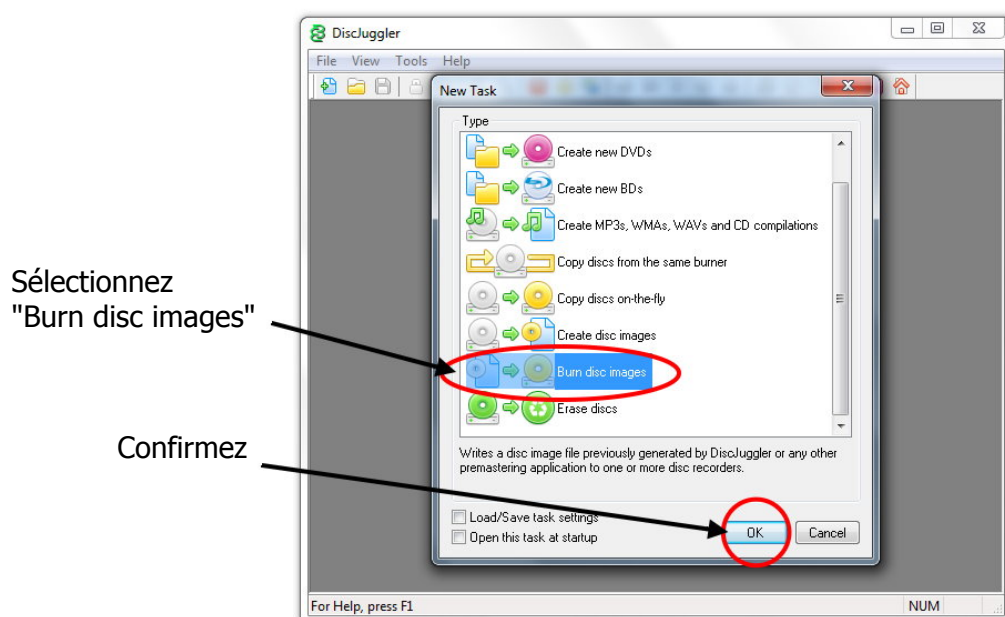 DiscJuggler
File View Tools Help
New Task
Type
Create new DVDs
Create new BDs
Create MP3s, WMAs, WAVs and CD compilations
Copy discs from the same burner
Copy discs on-the-fly
Create disc images
Burn disc images
Erase discs
Writes a disc image file previously generated by DiscJuggler or any other
premastering application to one or more disc recorders.
Load/Save task settings
Open this task at startup
OK Cancel
For Help, press F1 NUM
Sélectionnez
"Burn disc images"
Confirmez